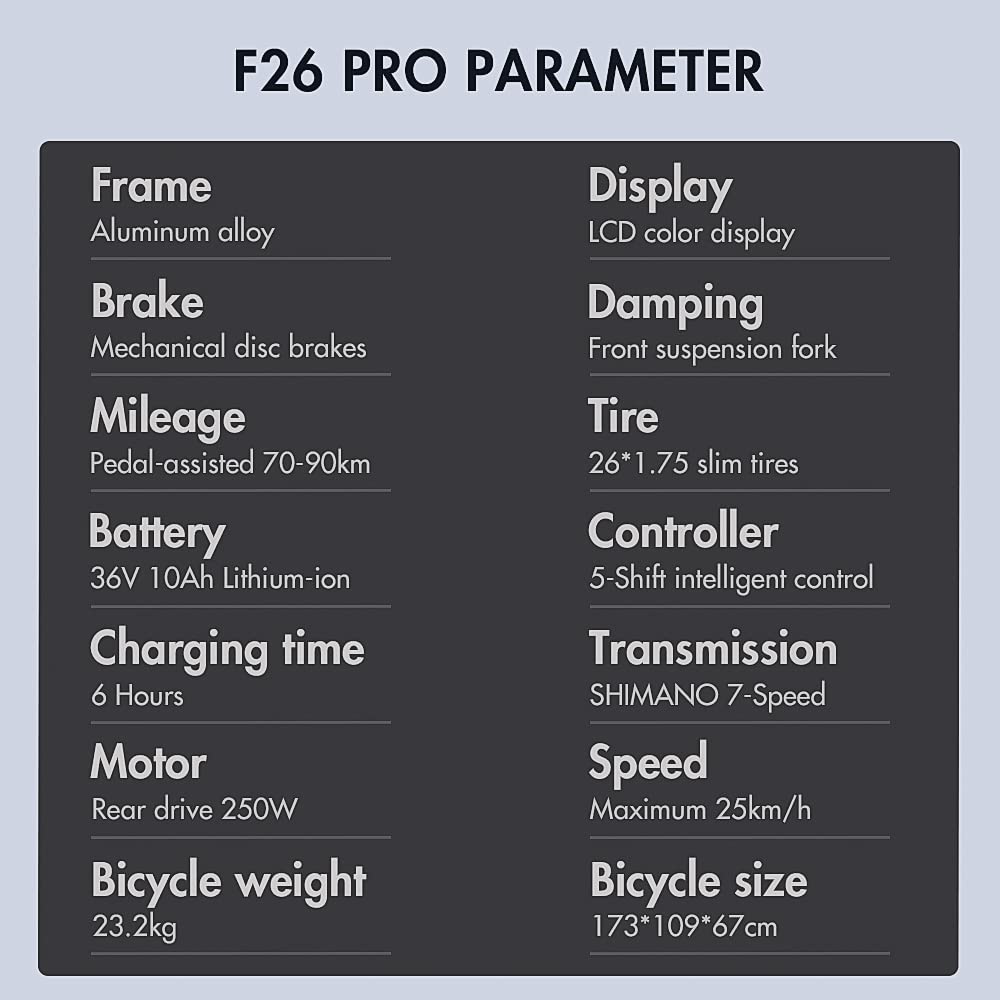 F26 PRO PARAMETER
Frame
Aluminum alloy
Display
LCD color display
Brake
Mechanical disc brakes
Damping
Front suspension fork
Mileage
Pedal-assisted 70-90km
Tire
26*1.75 slim tires
Battery
36V 10Ah Lithium-ion
Controller
5-Shift intelligent control
Charging time
6 Hours
Transmission
SHIMANO 7-Speed
Motor
Rear drive 250W
Speed
Maximum 25km/h
Bicycle weight
23.2kg
Bicycle size
173*109*67cm